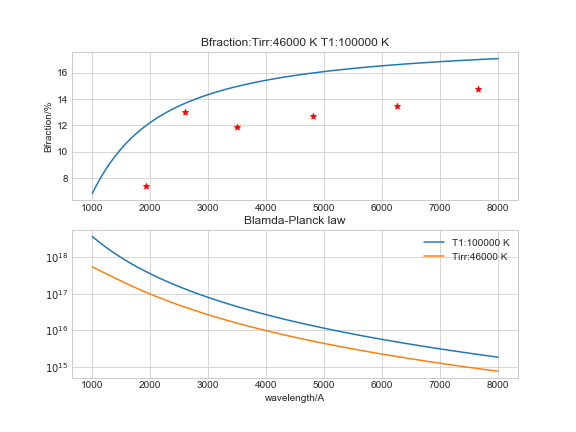 Bfraction:Tirr:46000 K T1:100000 K
Bfraction/%
16
14
12
10
8
1000 2000 3000 4000 5000 6000 7000 8000
Blamda-Planck law
T1:100000 K
Tirr:46000 K
10^18
10^17
10^16
10^15
1000 2000 3000 4000 5000 6000 7000 8000
wavelength/A